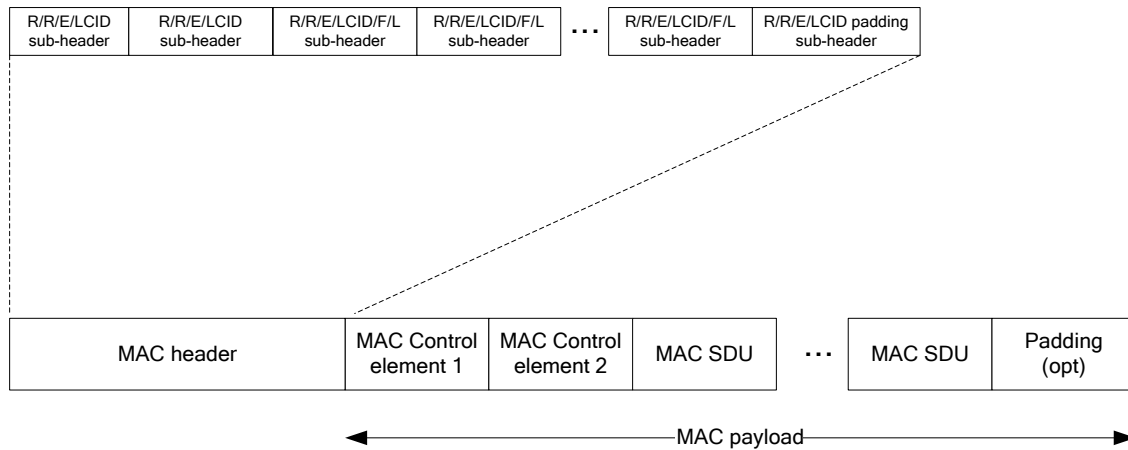 R/R/E/LCID
sub-header
R/R/E/LCID
sub-header
R/R/E/LCID/F/L
sub-header
R/R/E/LCID/F/L
sub-header
...
R/R/E/LCID/F/L
sub-header
R/R/E/LCID padding
sub-header
MAC header
MAC Control
element 1
MAC Control
element 2
MAC SDU
...
MAC SDU
Padding
(opt)
MAC payload